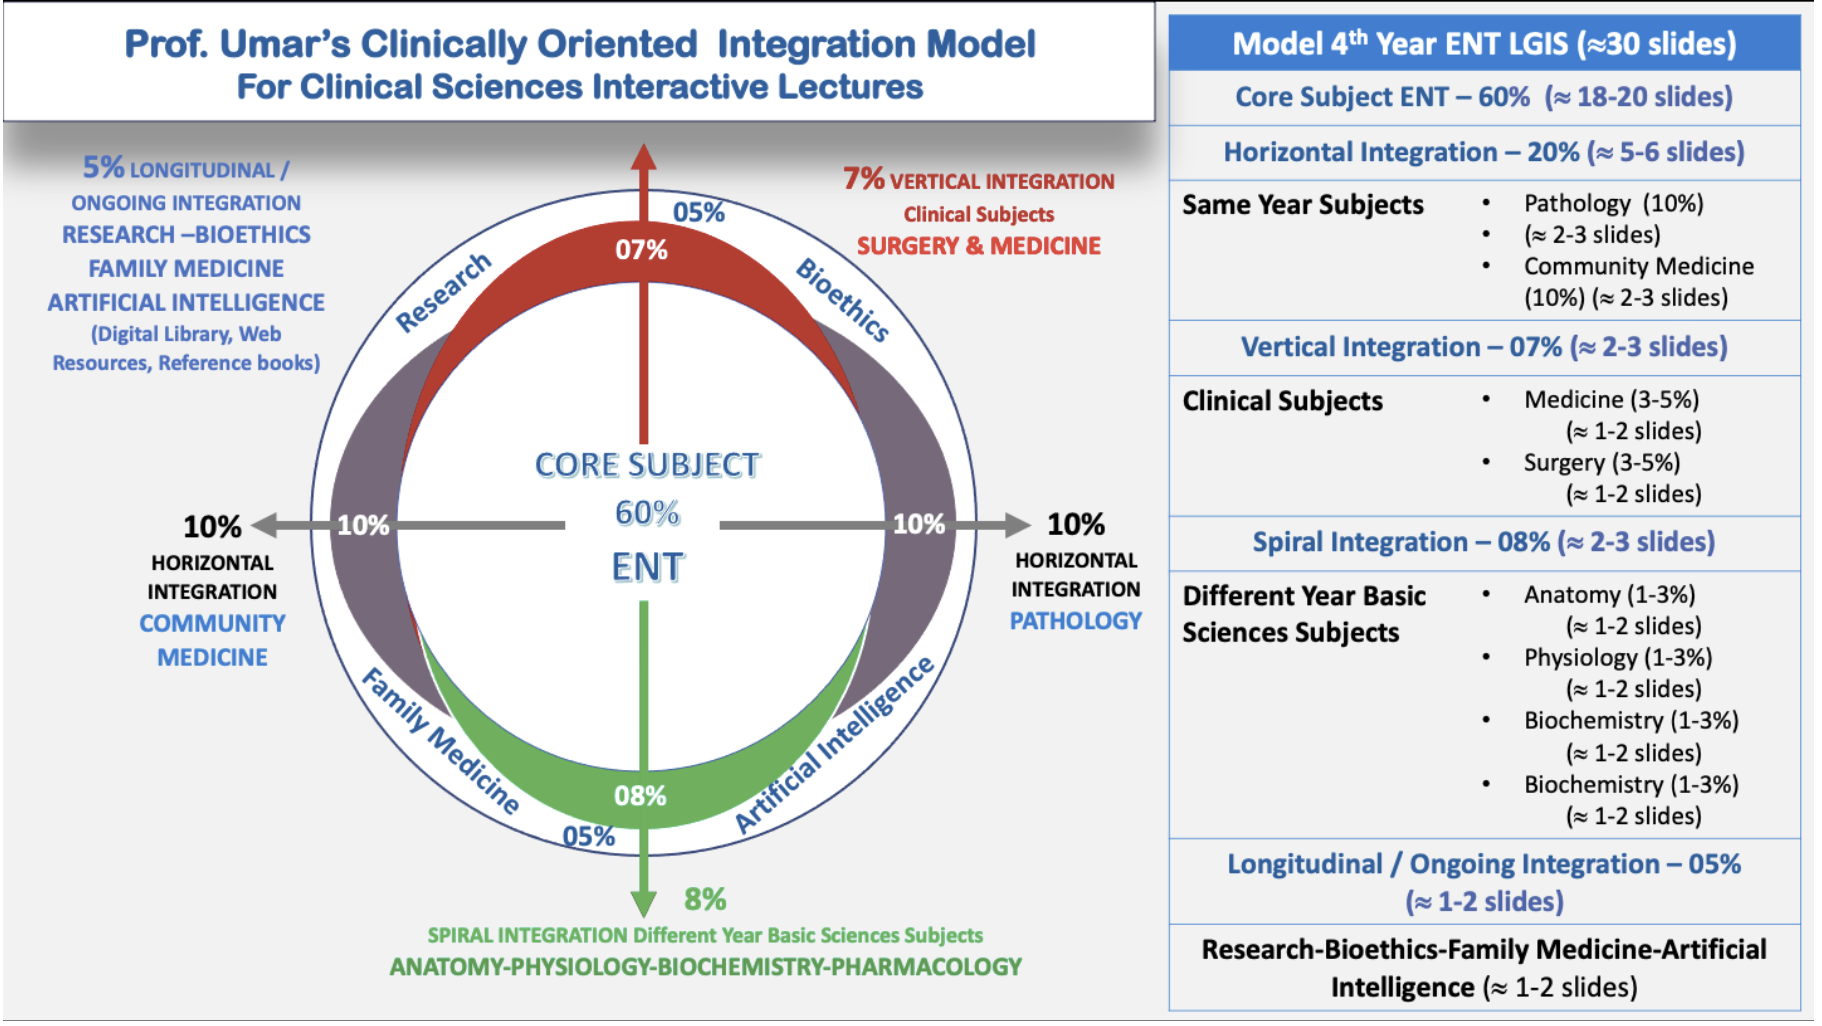 Prof. Umar’s Clinically Oriented Integration Model
For Clinical Sciences Interactive Lectures
5% LONGITUDINAL /
ONGOING INTEGRATION
RESEARCH –BIOETHICS
FAMILY MEDICINE
ARTIFICIAL INTELLIGENCE
(Digital Library, Web
Resources, Reference books)
7% VERTICAL INTEGRATION
Clinical Subjects
SURGERY & MEDICINE
05%
07%
Research
Bioethics
CORE SUBJECT
60%
ENT
10%
HORIZONTAL
INTEGRATION
COMMUNITY
MEDICINE
10%
10%
10%
HORIZONTAL
INTEGRATION
PATHOLOGY
Family Medicine
Artificial Intelligence
08%
05%
8%
SPIRAL INTEGRATION Different Year Basic Sciences Subjects
ANATOMY-PHYSIOLOGY-BIOCHEMISTRY-PHARMACOLOGY
Model 4th Year ENT LGIS (≈30 slides)
Core Subject ENT – 60% (≈ 18-20 slides)
Horizontal Integration – 20% (≈ 5-6 slides)
Same Year Subjects
• Pathology (10%)
• (≈ 2-3 slides)
• Community Medicine
(10%) (≈ 2-3 slides)
Vertical Integration – 07% (≈ 2-3 slides)
Clinical Subjects
• Medicine (3-5%)
(≈ 1-2 slides)
• Surgery (3-5%)
(≈ 1-2 slides)
Spiral Integration – 08% (≈ 2-3 slides)
Different Year Basic
Sciences Subjects
• Anatomy (1-3%)
(≈ 1-2 slides)
• Physiology (1-3%)
(≈ 1-2 slides)
• Biochemistry (1-3%)
(≈ 1-2 slides)
• Biochemistry (1-3%)
(≈ 1-2 slides)
Longitudinal / Ongoing Integration – 05%
(≈ 1-2 slides)
Research-Bioethics-Family Medicine-Artificial
Intelligence (≈ 1-2 slides)